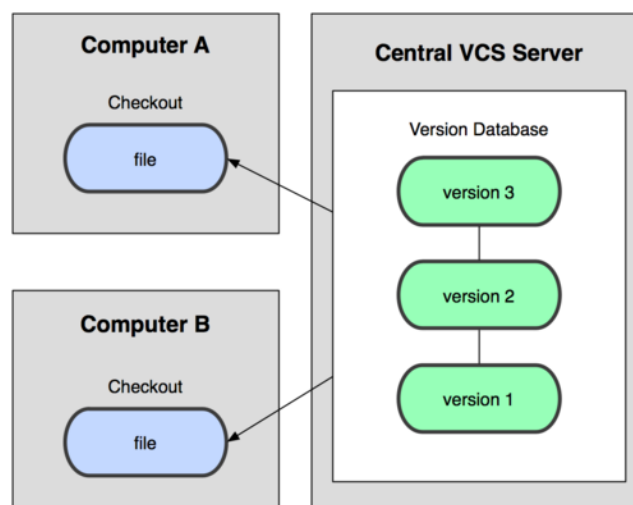 Computer A
Checkout
file
Computer B
Checkout
file
Central VCS Server
Version Database
version 3
version 2
version 1